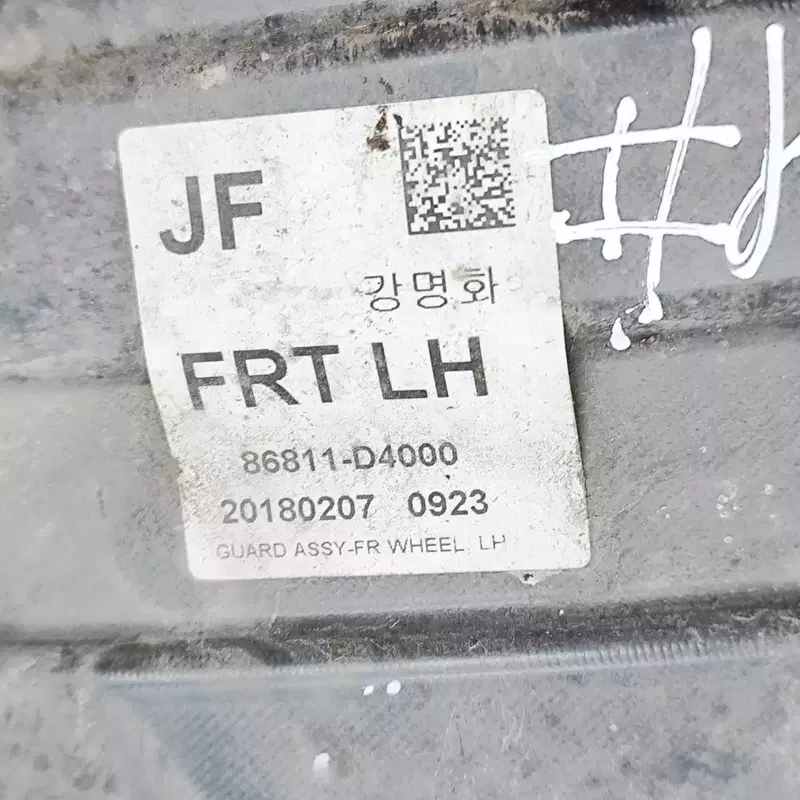 JF
강명화
FRT LH
86811-D4000
20180207 0923
GUARD ASSY-FR WHEEL, LH